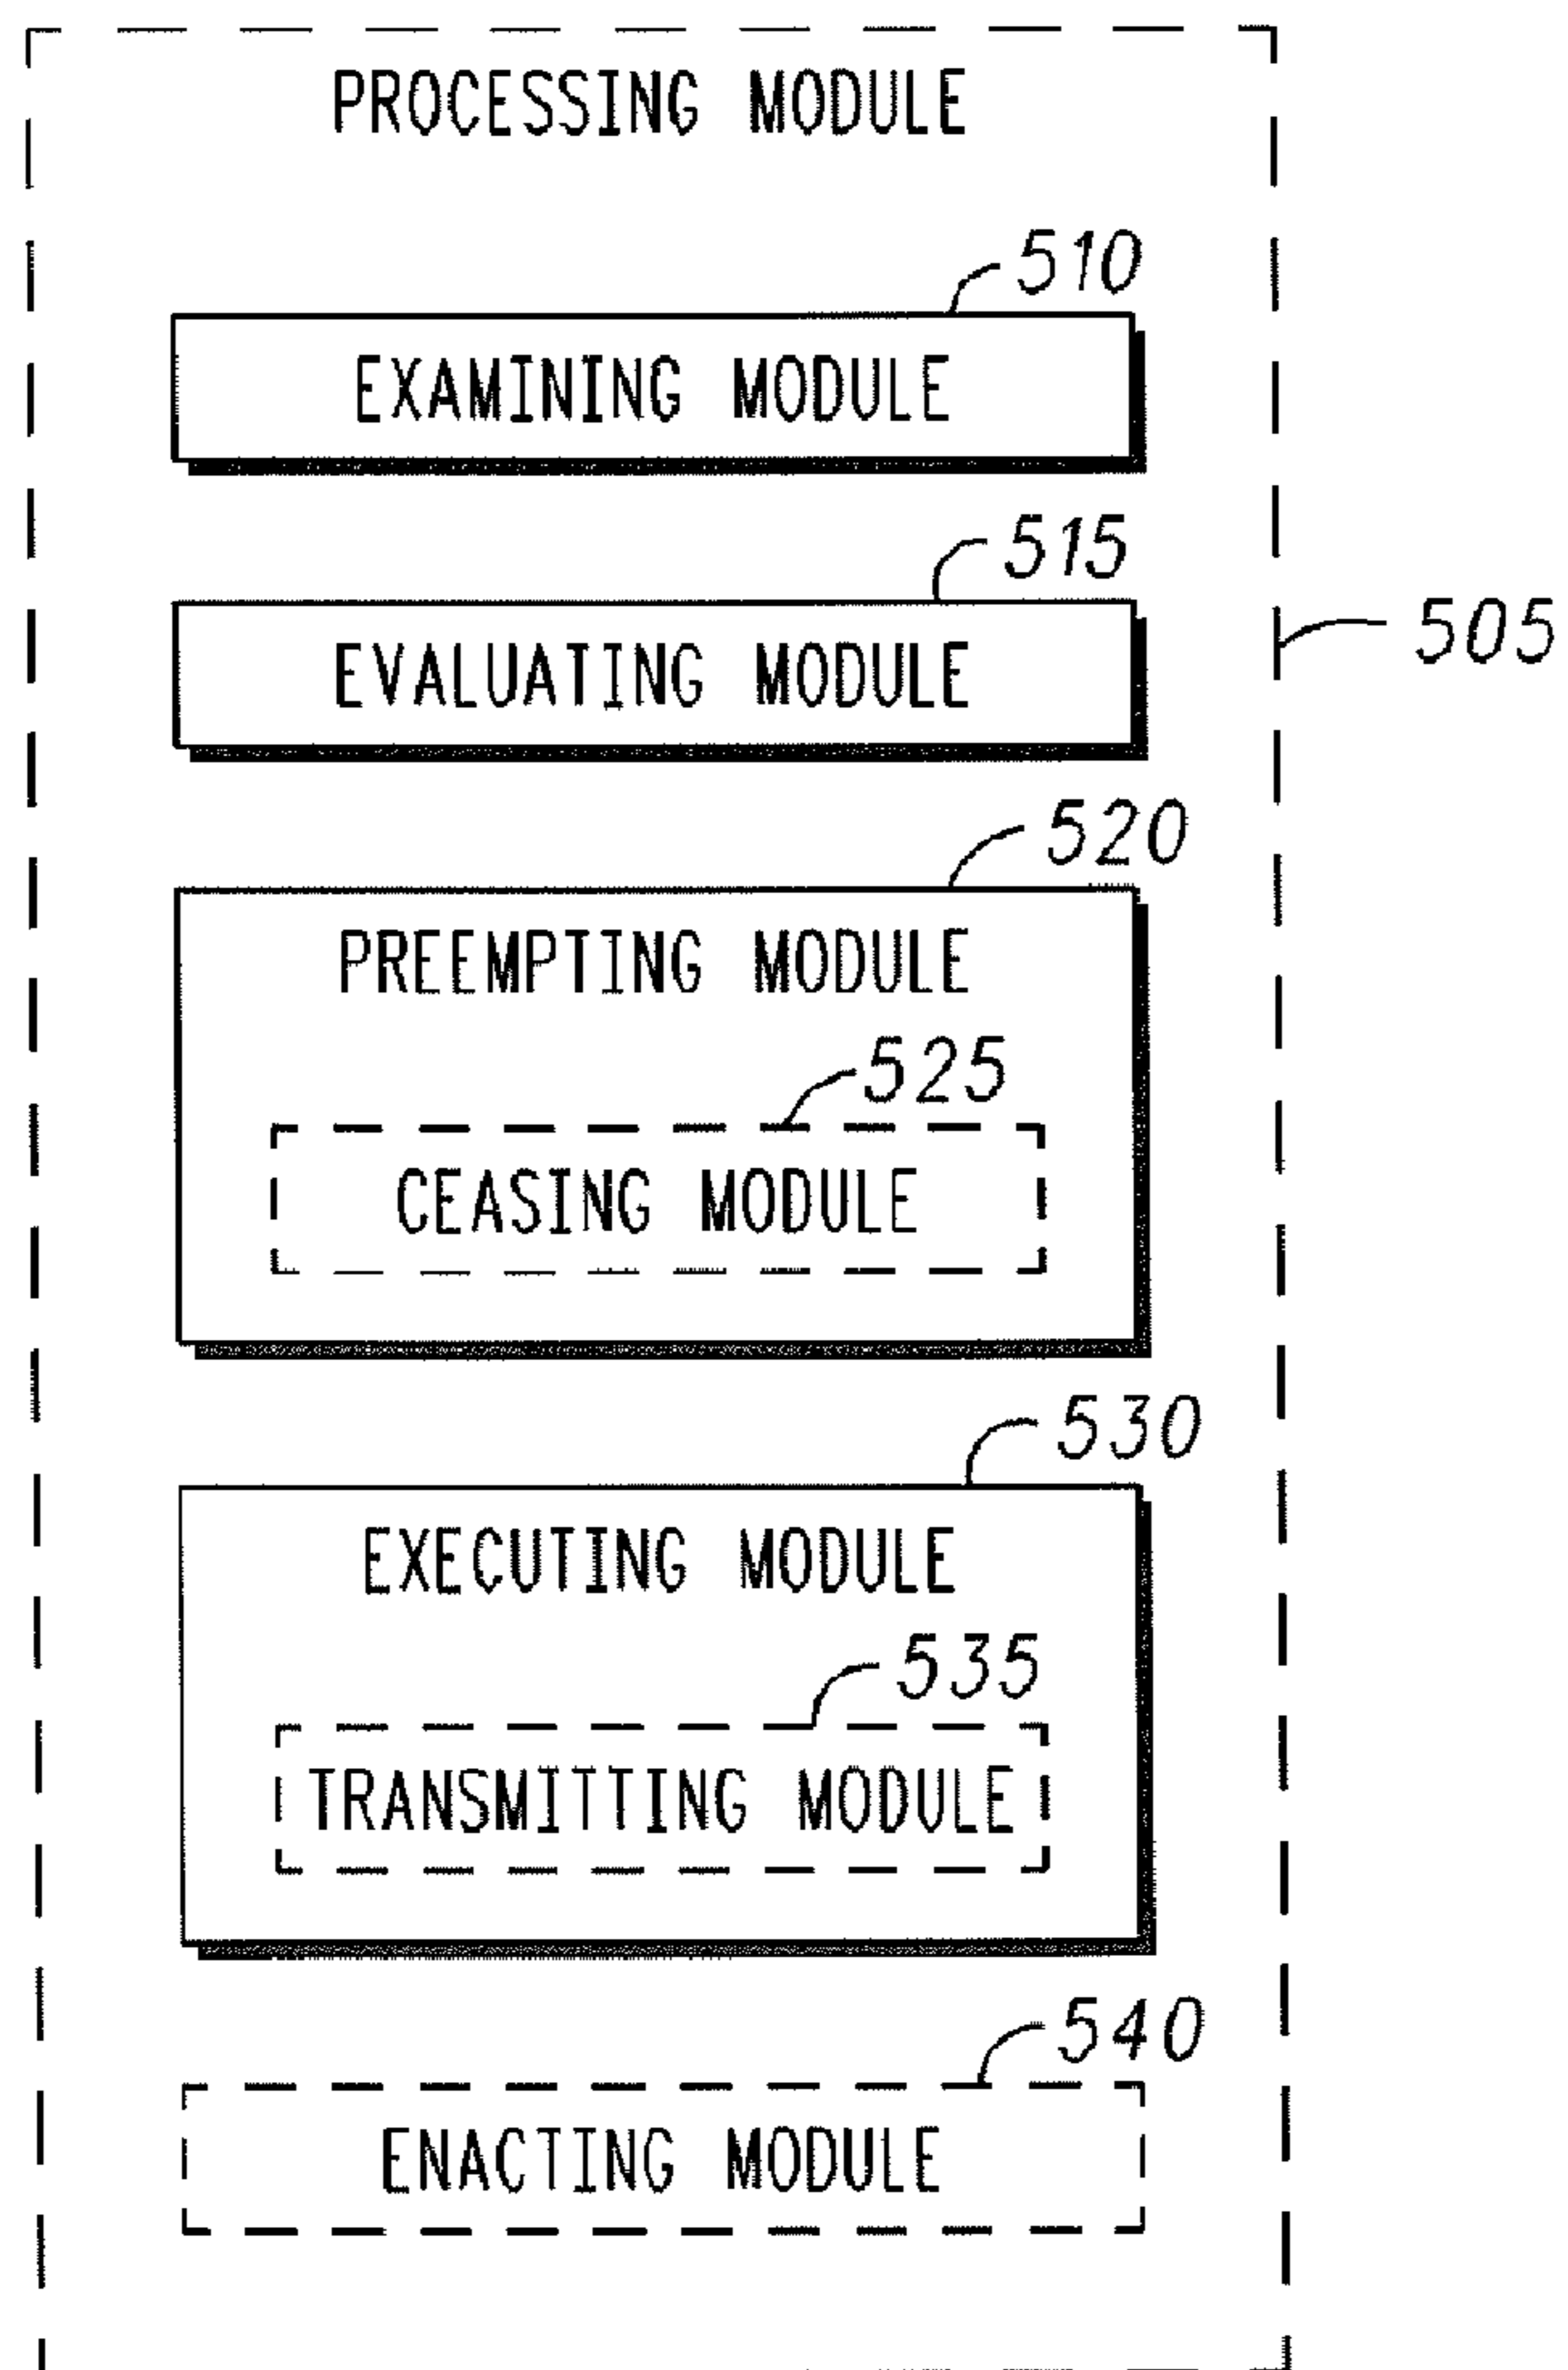 PROCESSING MODULE
510
EXAMINING MODULE
515
EVALUATING MODULE
505
520
PREEMPTING MODULE
525
CEASING MODULE
530
EXECUTING MODULE
535
TRANSMITTING MODULE
540
ENACTING MODULE